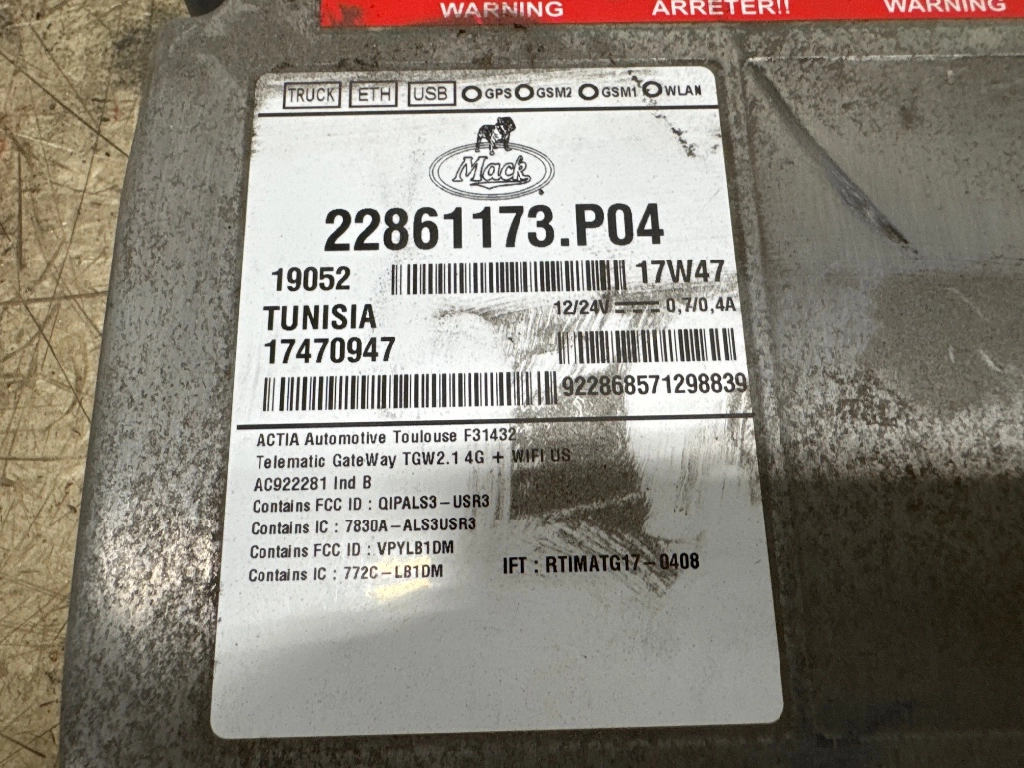 WARNING ARRETER!! WARNING
TRUCK ETH USB GPS GSM2 GSM1 WLAN
Mack
22861173.P04
19052 17W47
TUNISIA 12/24V 0,7/0,4A
17470947
922868571298839
ACTIA Automotive Toulouse F31432
Telematic GateWay TGW2.1 4G + WIFI US
AC922281 Ind B
Contains FCC ID : QIPALS3-USR3
Contains IC : 7830A-ALS3USR3
Contains FCC ID : VPYLB1DM
Contains IC : 772C-LB1DM IFT : RTIMATG17-0408